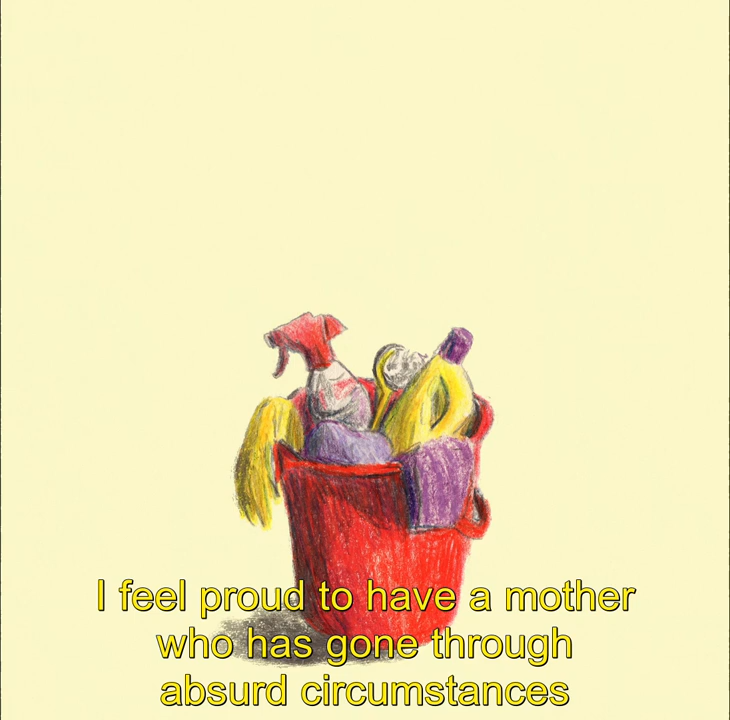 I feel proud to have a mother
who has gone through
absurd circumstances